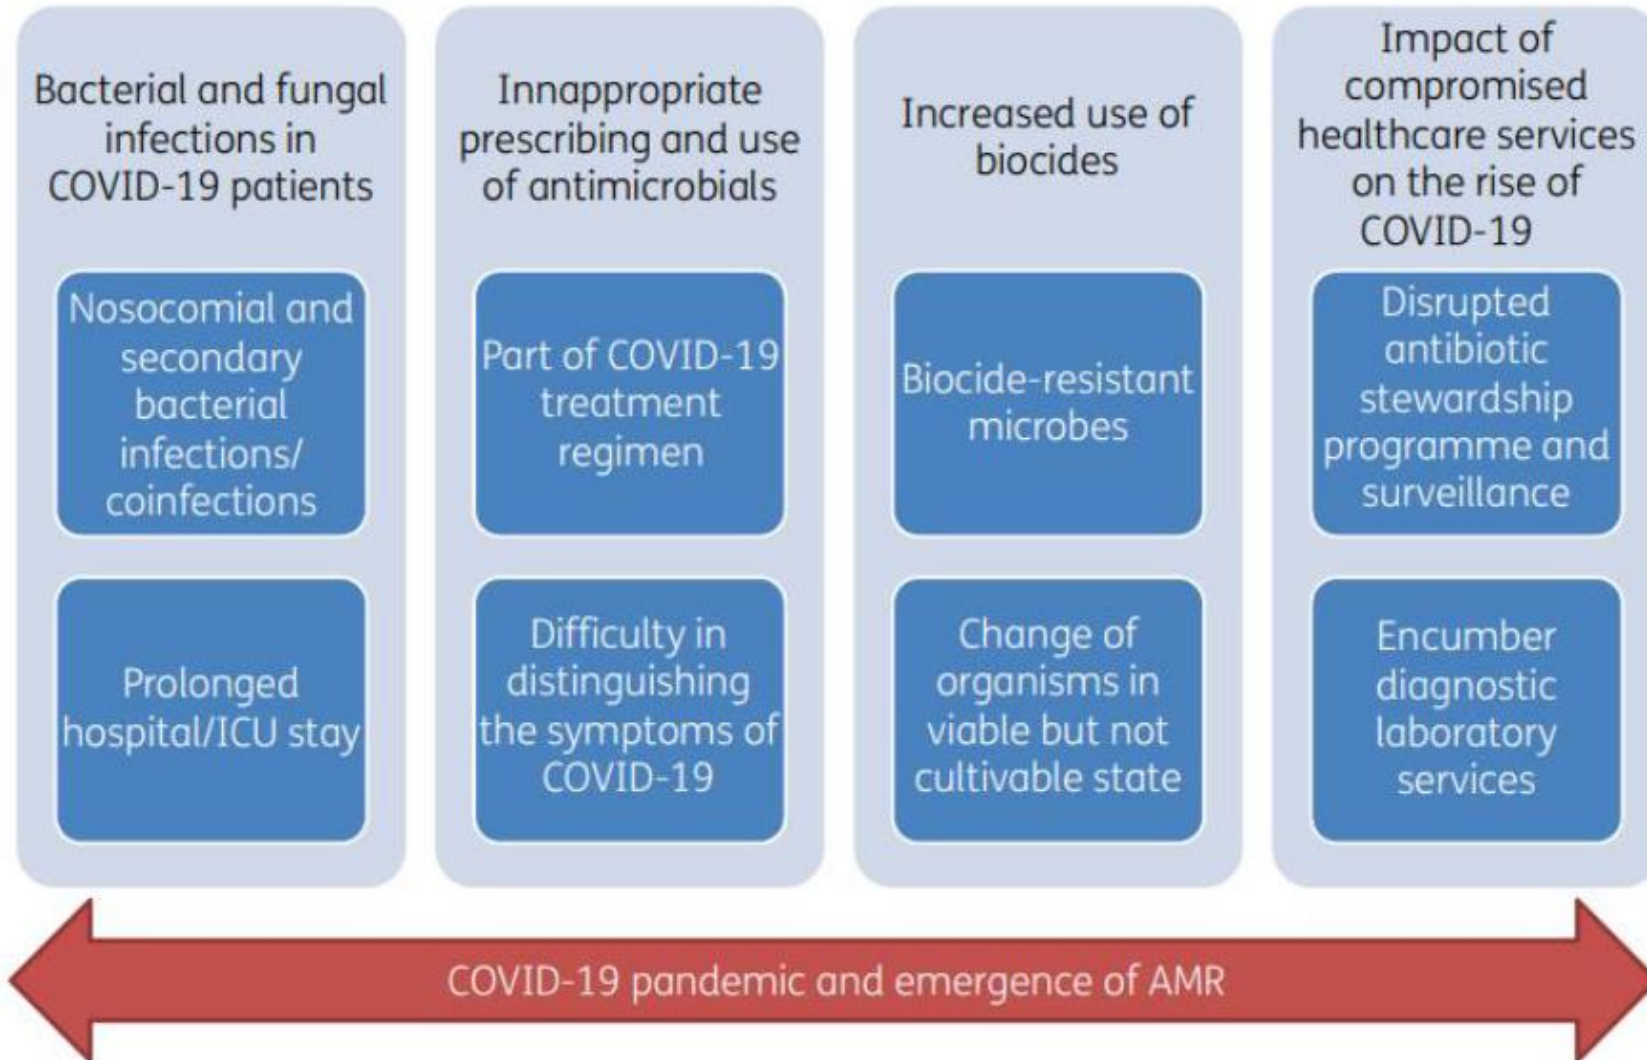 Bacterial and fungal
infections in
COVID-19 patients
Nosocomial and
secondary
bacterial
infections/
coinfections
Prolonged
hospital/ICU stay
Innappropriate
prescribing and use
of antimicrobials
Part of COVID-19
treatment
regimen
Difficulty in
distinguishing
the symptoms of
COVID-19
Increased use of
biocides
Biocide-resistant
microbes
Change of
organisms in
viable but not
cultivable state
Impact of
compromised
healthcare services
on the rise of
COVID-19
Disrupted
antibiotic
stewardship
programme and
surveillance
Encumber
diagnostic
laboratory
services
COVID-19 pandemic and emergence of AMR